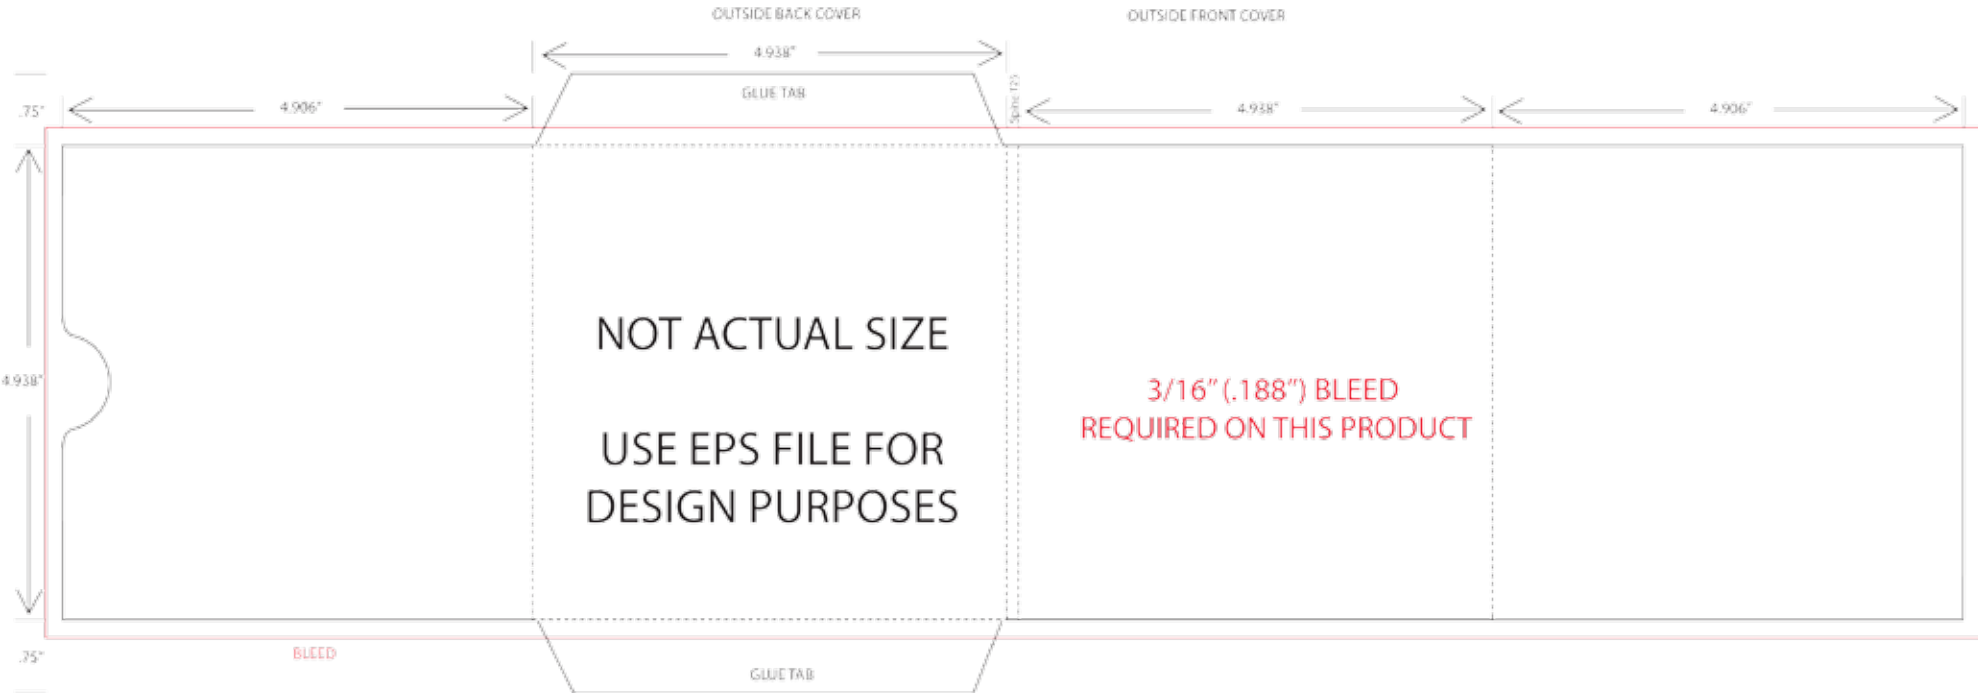 OUTSIDE BACK COVER
OUTSIDE FRONT COVER
4.938"
.75"
4.906"
GLUE TAB
Spine .125
4.938"
4.906"
NOT ACTUAL SIZE
4.938"
3/16" (.188") BLEED
REQUIRED ON THIS PRODUCT
USE EPS FILE FOR
DESIGN PURPOSES
.75"
BLEED
GLUE TAB